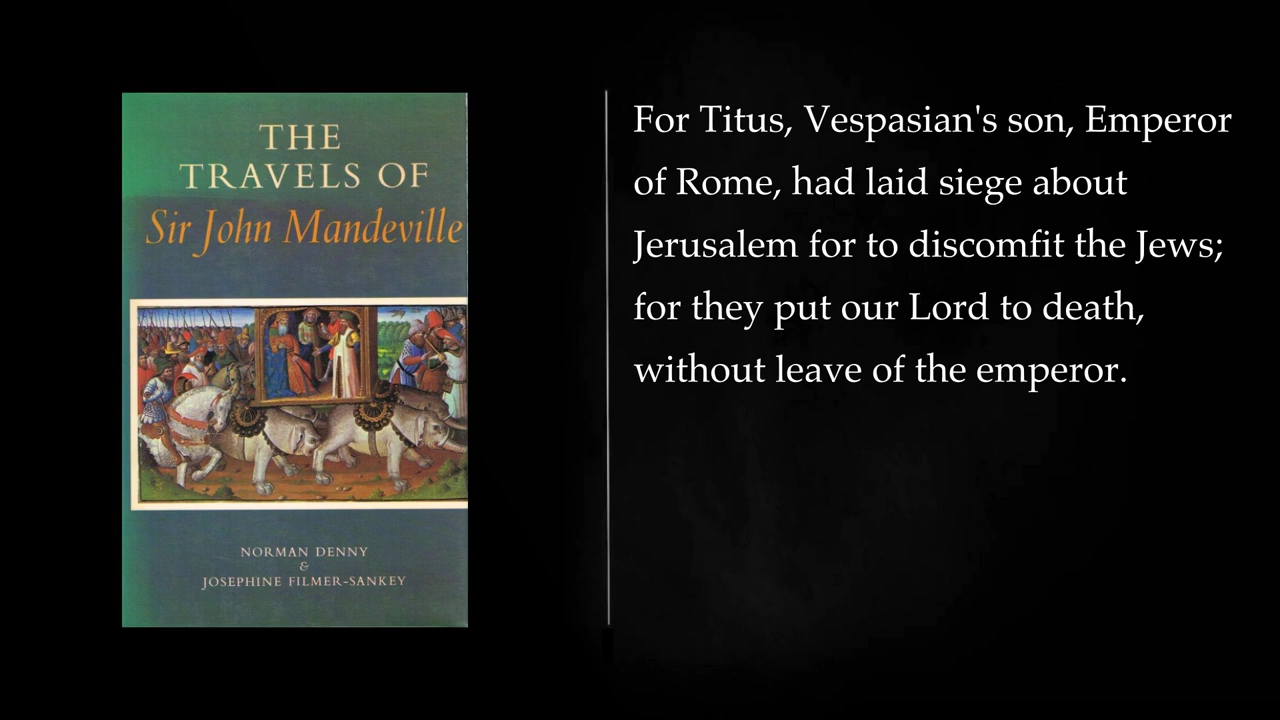 THE
TRAVELS OF
Sir John Mandeville
NORMAN DENNY
&
JOSEPHINE FILMER-SANKEY
For Titus, Vespasian's son, Emperor
of Rome, had laid siege about
Jerusalem for to discomfit the Jews;
for they put our Lord to death,
without leave of the emperor.